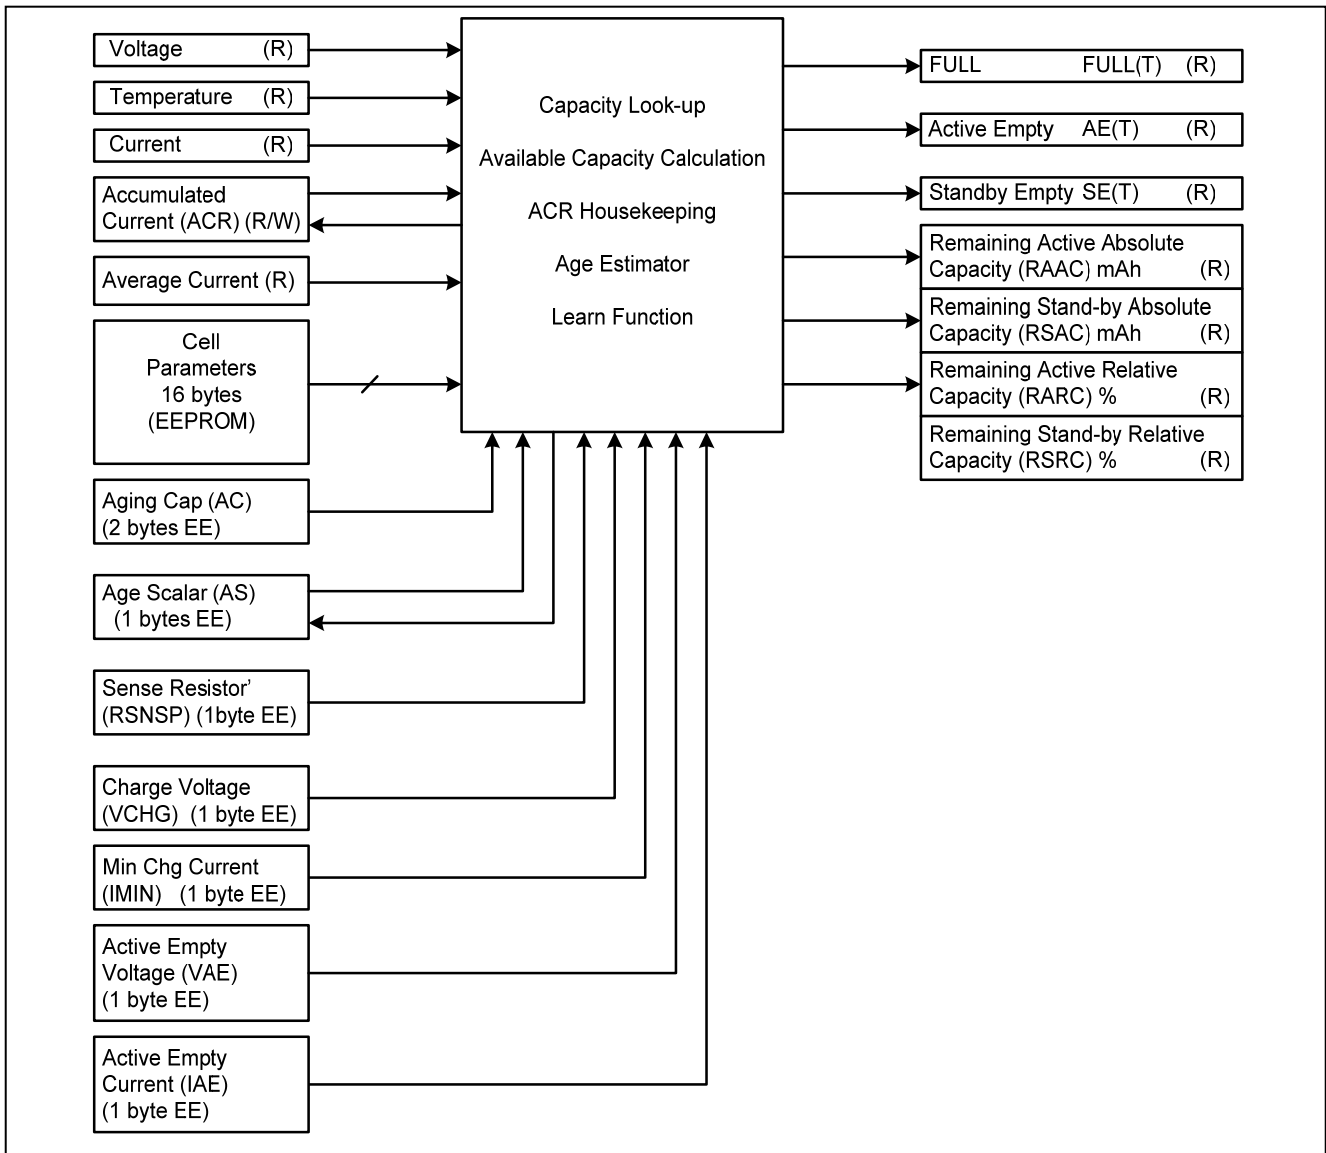 Voltage (R)
Temperature (R)
Current (R)
Accumulated
Current (ACR) (R/W)
Average Current (R)
Cell
Parameters
16 bytes
(EEPROM)
Aging Cap (AC)
(2 bytes EE)
Age Scalar (AS)
(1 bytes EE)
Sense Resistor’
(RSNSP) (1byte EE)
Charge Voltage
(VCHG) (1 byte EE)
Min Chg Current
(IMIN) (1 byte EE)
Active Empty
Voltage (VAE)
(1 byte EE)
Active Empty
Current (IAE)
(1 byte EE)
Capacity Look-up
Available Capacity Calculation
ACR Housekeeping
Age Estimator
Learn Function
FULL FULL(T) (R)
Active Empty AE(T) (R)
Standby Empty SE(T) (R)
Remaining Active Absolute
Capacity (RAAC) mAh (R)
Remaining Stand-by Absolute
Capacity (RSAC) mAh (R)
Remaining Active Relative
Capacity (RARC) % (R)
Remaining Stand-by Relative
Capacity (RSRC) % (R)